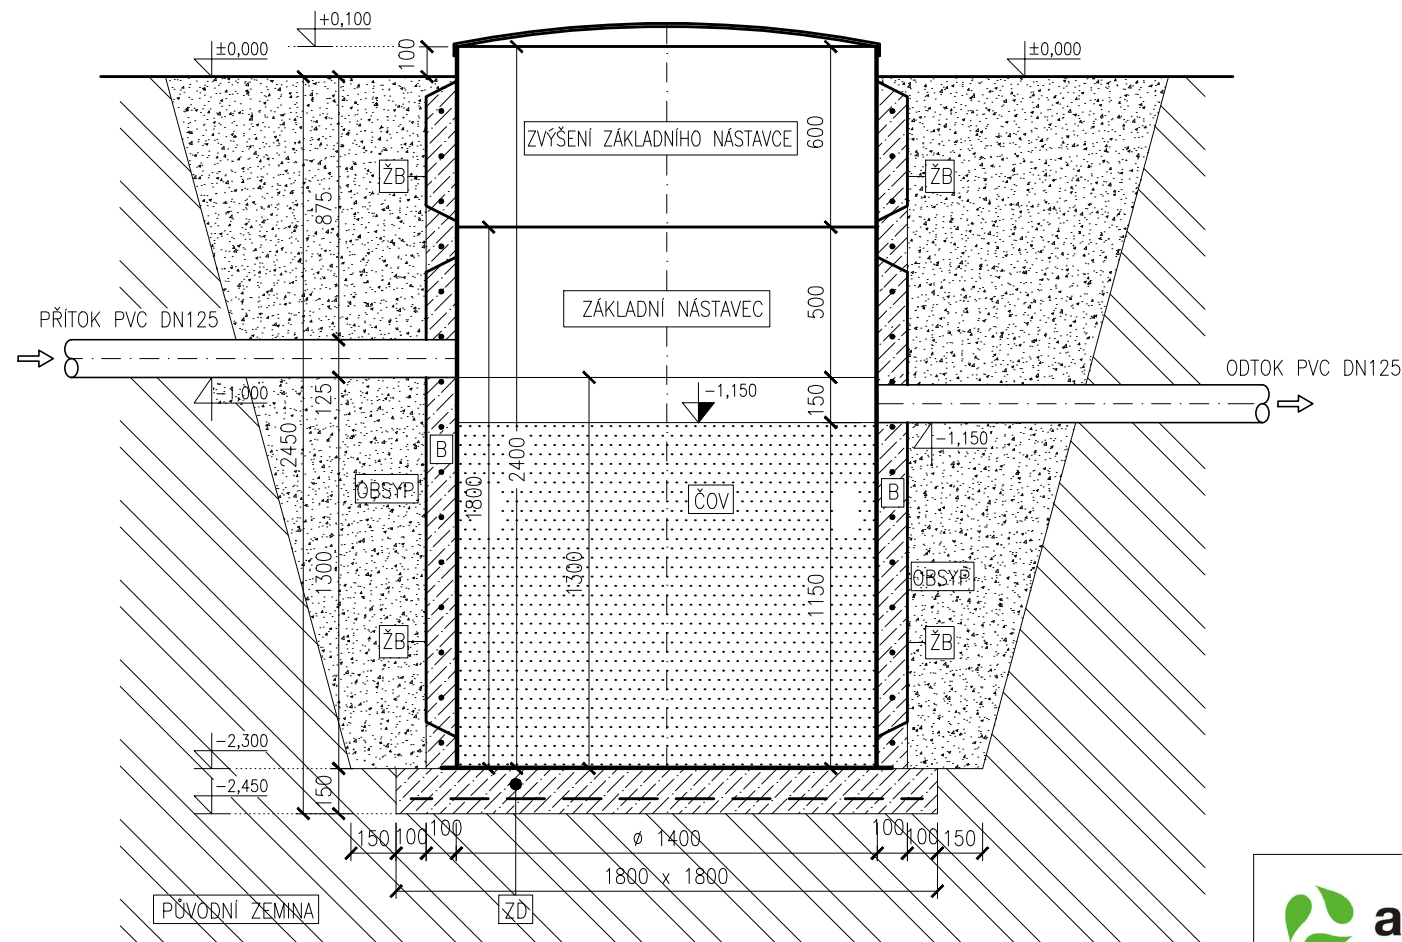 +0,100
±0,000
±0,000
100
ZVÝŠENÍ ZÁKLADNÍHO NÁSTAVCE
600
ŽB
ŽB
875
ZÁKLADNÍ NÁSTAVEC
500
PŘÍTOK PVC DN125
ODTOK PVC DN125
-1,000
125
-1,150
150
-1,150
2450
B
2400
1800
OBSYP
ČOV
B
1300
1300
1150
OBSYP
ŽB
ŽB
-2,300
-2,450
150
150
100
100
ø 1400
100
100
150
1800 x 1800
PŮVODNÍ ZEMINA
ZD
a